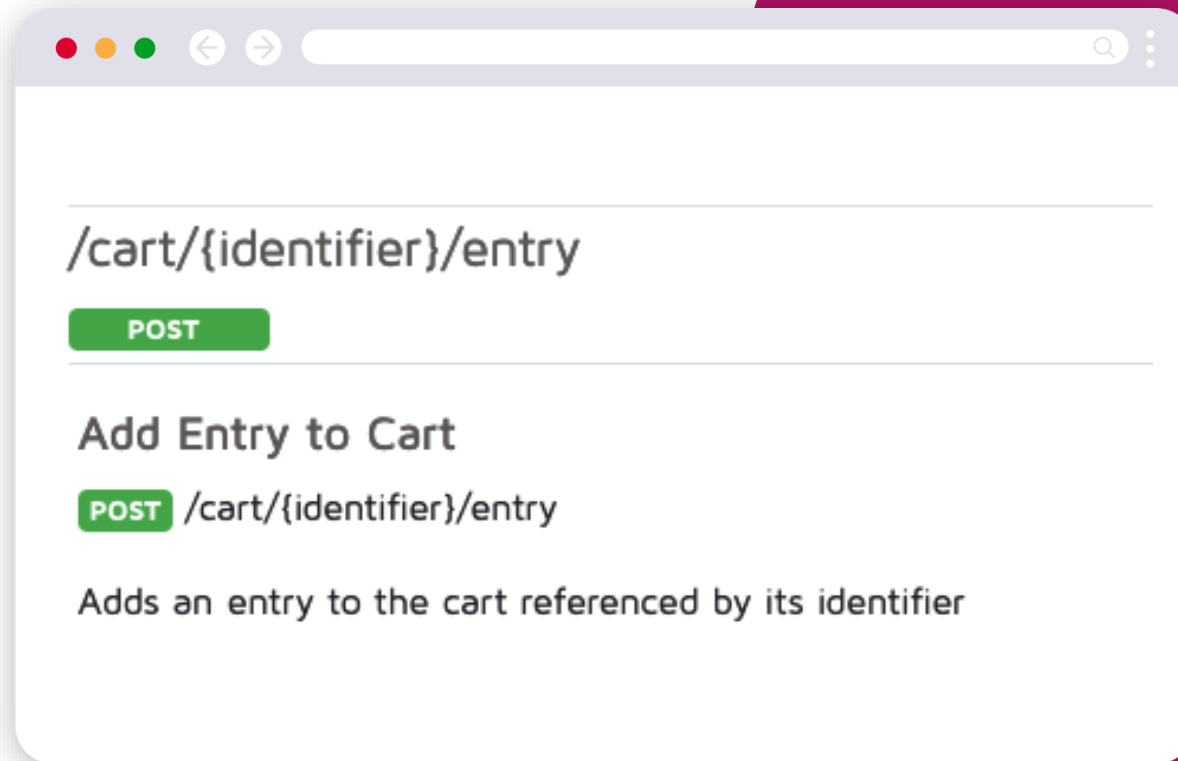 /cart/{identifier}/entry
POST
Add Entry to Cart
POST /cart/{identifier}/entry
Adds an entry to the cart referenced by its identifier